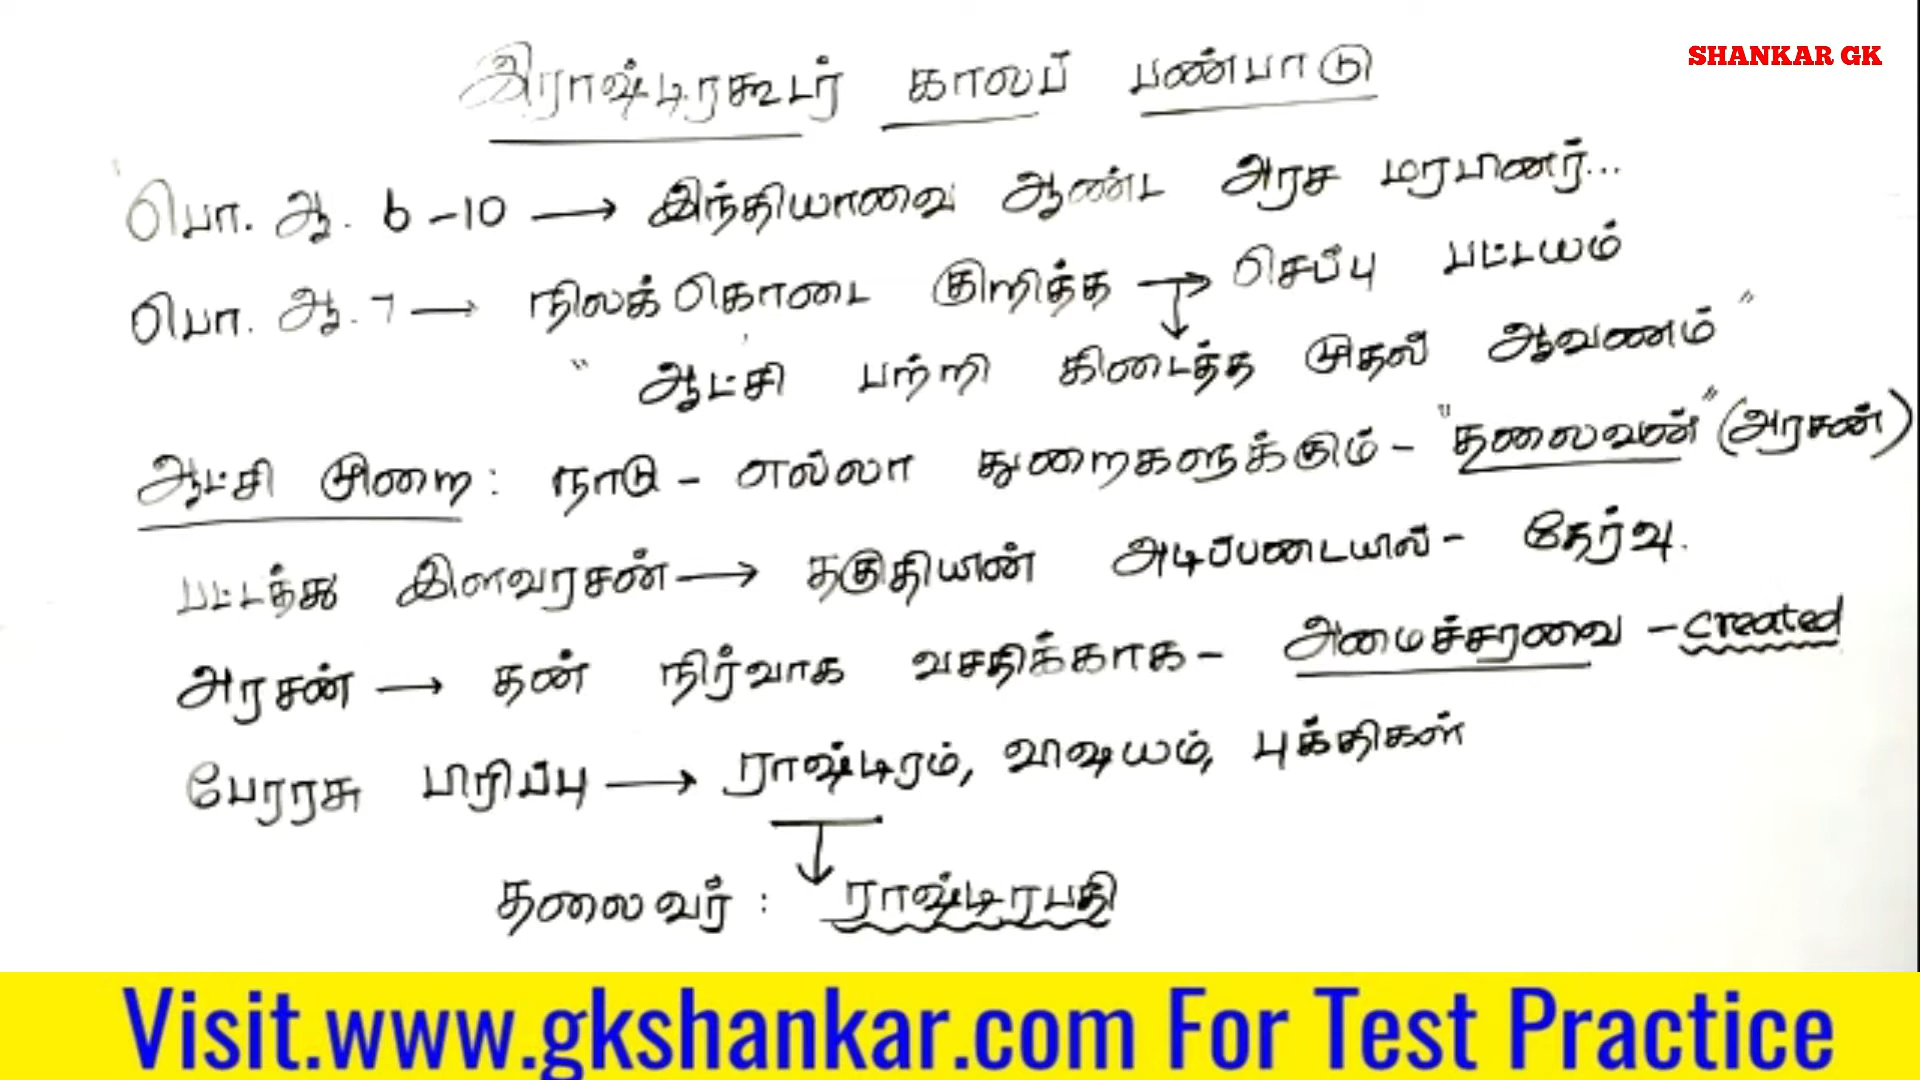 SHANKAR GK
இராஷ்டிரகூடர் காலப் பண்பாடு
பொ. ஆ. 6 - 10 → இந்தியாவை ஆண்ட அரச மரபினர்...
பொ. ஆ. 7 → நிலக்கொடை குறித்த → செப்பு பட்டயம்
" ஆட்சி பற்றி கிடைத்த முதல் ஆவணம் "
ஆட்சி முறை : நாடு - எல்லா துறைகளுக்கும் - "தலைவன்" (அரசன்)
பட்டத்து இளவரசன் → தகுதியின் அடிப்படையில் - தேர்வு.
அரசன் → தன் நிர்வாக வசதிக்காக - அமைச்சரவை - created
பேரரசு பிரிப்பு → ராஷ்டிரம், விஷயம், புக்திகள்
தலைவர் : ராஷ்டிரபதி
Visit.www.gkshankar.com For Test Practice